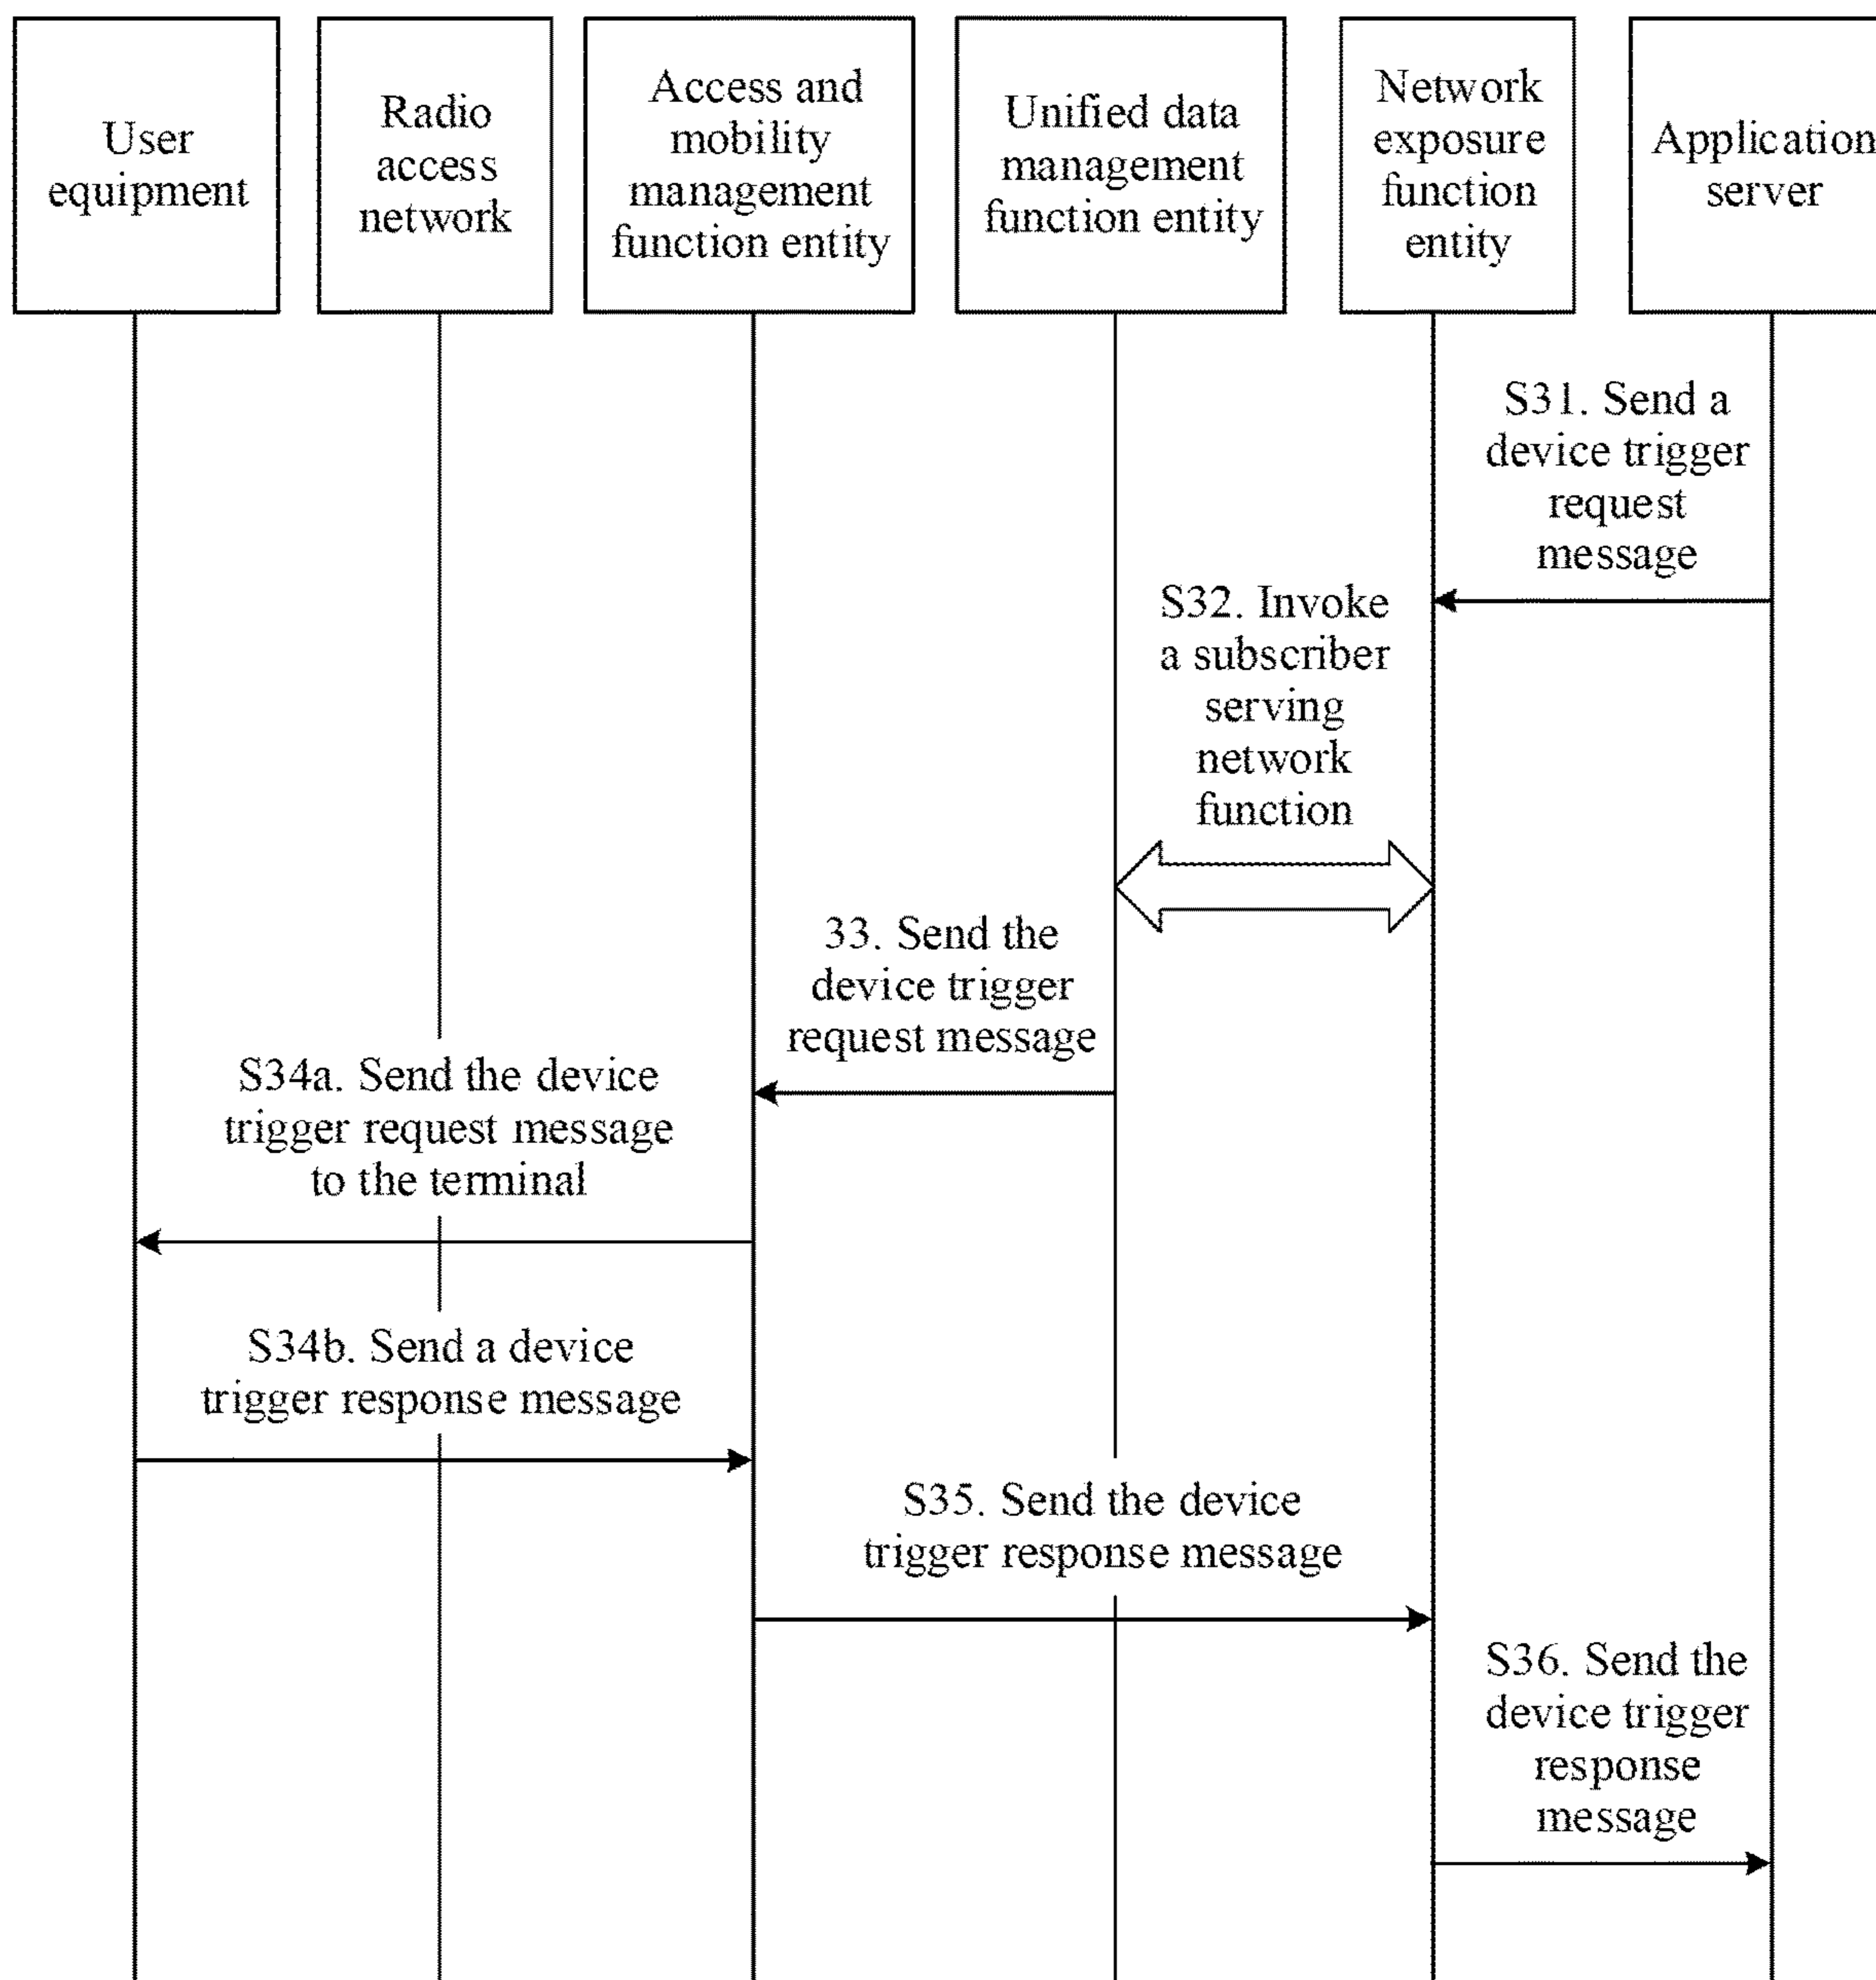 User
equipment
Radio
access
network
Access and
mobility
management
function entity
Unified data
management
function entity
Network
exposure
function
entity
Application
server
S31. Send a
device trigger
request
message
S32. Invoke
a subscriber
serving
network
function
33. Send the
device trigger
request message
S34a. Send the device
trigger request message
to the terminal
S34b. Send a device
trigger response message
S35. Send the device
trigger response message
S36. Send the
device trigger
response
message